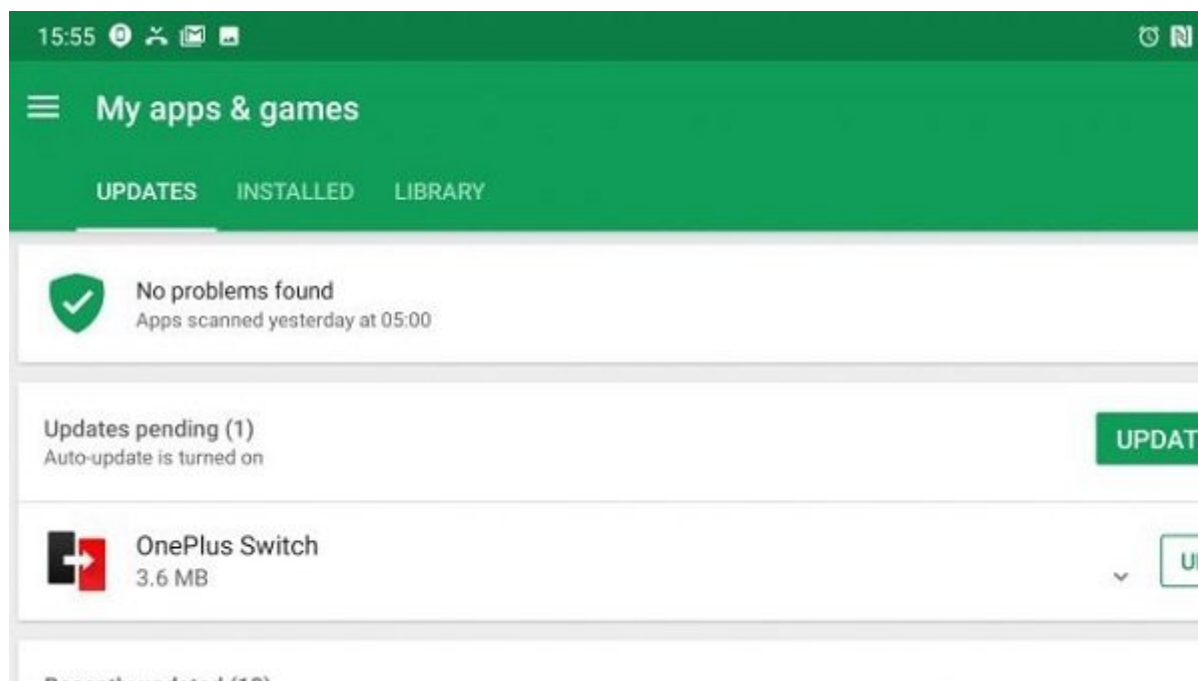 15:55
My apps & games
UPDATES INSTALLED LIBRARY
No problems found
Apps scanned yesterday at 05:00
Updates pending (1)
Auto-update is turned on
UPDAT
OnePlus Switch
3.6 MB
U